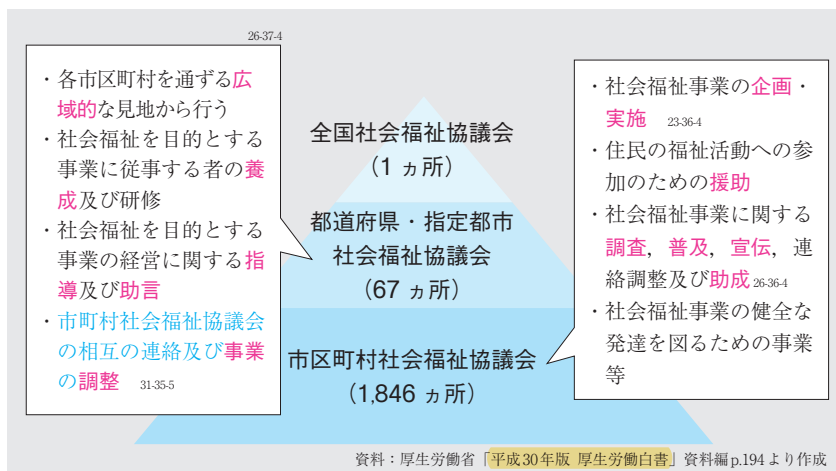 26-37-4
・各市区町村を通ずる広
域的な見地から行う
・社会福祉を目的とする
事業に従事する者の養
成及び研修
・社会福祉を目的とする
事業の経営に関する指
導及び助言
・市町村社会福祉協議会
の相互の連絡及び事業
の調整 31-35-5
全国社会福祉協議会
（1 ヵ所）
都道府県・指定都市
社会福祉協議会
（67 ヵ所）
市区町村社会福祉協議会
（1,846 ヵ所）
・社会福祉事業の企画・
実施 23-36-4
・住民の福祉活動への参
加のための援助
・社会福祉事業に関する
調査，普及，宣伝，連
絡調整及び助成 26-36-4
・社会福祉事業の健全な
発達を図るための事業
等
資料：厚生労働省「平成30年版 厚生労働白書」資料編p.194より作成